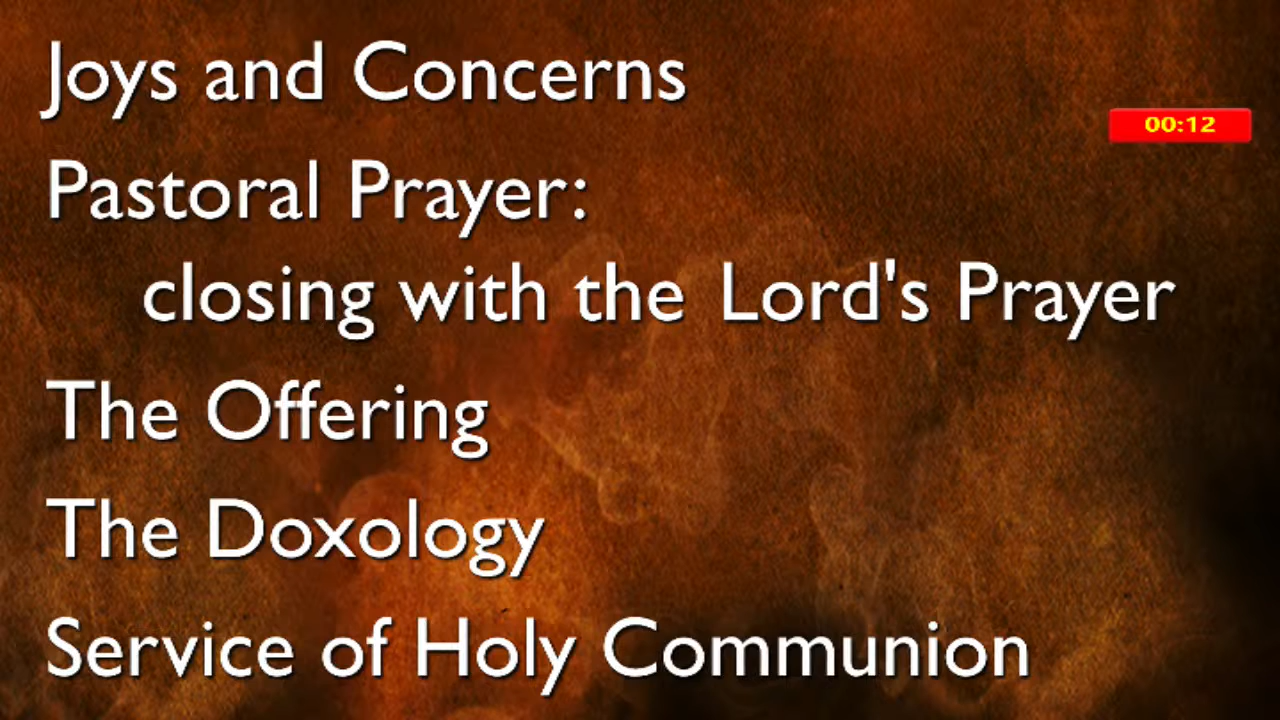 Joys and Concerns
00:12
Pastoral Prayer:
closing with the Lord's Prayer
The Offering
The Doxology
Service of Holy Communion